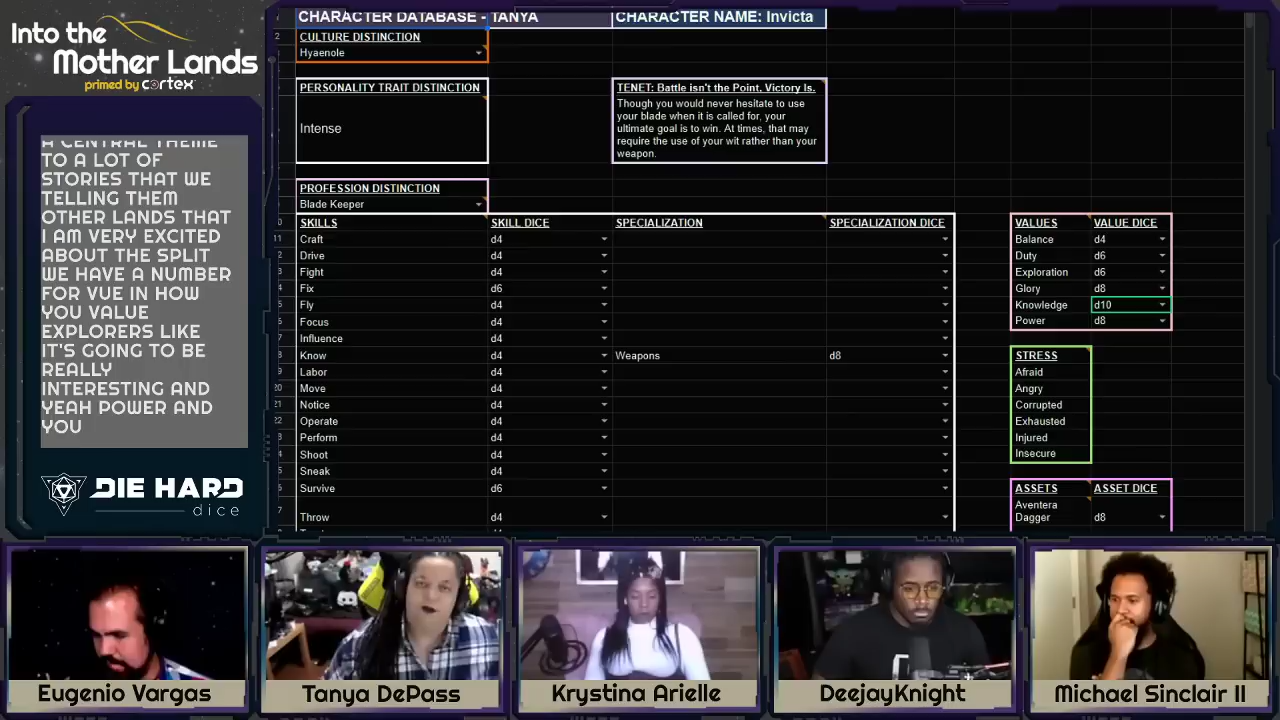 Into the
Mother Lands
primed by cortex
A CENTRAL THEME
TO A LOT OF
STORIES THAT WE
TELLING THEM
OTHER LANDS THAT
I AM VERY EXCITED
ABOUT THE SPLIT
WE HAVE A NUMBER
FOR VUE IN HOW
YOU VALUE
EXPLORERS LIKE
IT'S GOING TO BE
REALLY
INTERESTING AND
YEAH POWER AND
YOU
DIE HARD
dice
CHARACTER DATABASE - TANYA CHARACTER NAME: Invicta
CULTURE DISTINCTION
Hyaenole
PERSONALITY TRAIT DISTINCTION
Intense
TENET: Battle isn't the Point, Victory Is.
Though you would never hesitate to use
your blade when it is called for, your
ultimate goal is to win. At times, that may
require the use of your wit rather than your
weapon.
PROFESSION DISTINCTION
Blade Keeper
SKILLS SKILL DICE SPECIALIZATION SPECIALIZATION DICE
Craft d4
Drive d4
Fight d4
Fix d6
Fly d4
Focus d4
Influence d4
Know d4 Weapons d8
Labor d4
Move d4
Notice d4
Operate d4
Perform d4
Shoot d4
Sneak d4
Survive d6
Throw d4
VALUES VALUE DICE
Balance d4
Duty d6
Exploration d6
Glory d8
Knowledge d10
Power d8
STRESS
Afraid
Angry
Corrupted
Exhausted
Injured
Insecure
ASSETS ASSET DICE
Aventera
Dagger d8
Eugenio Vargas
Tanya DePass
Krystina Arielle
DeejayKnight
Michael Sinclair II